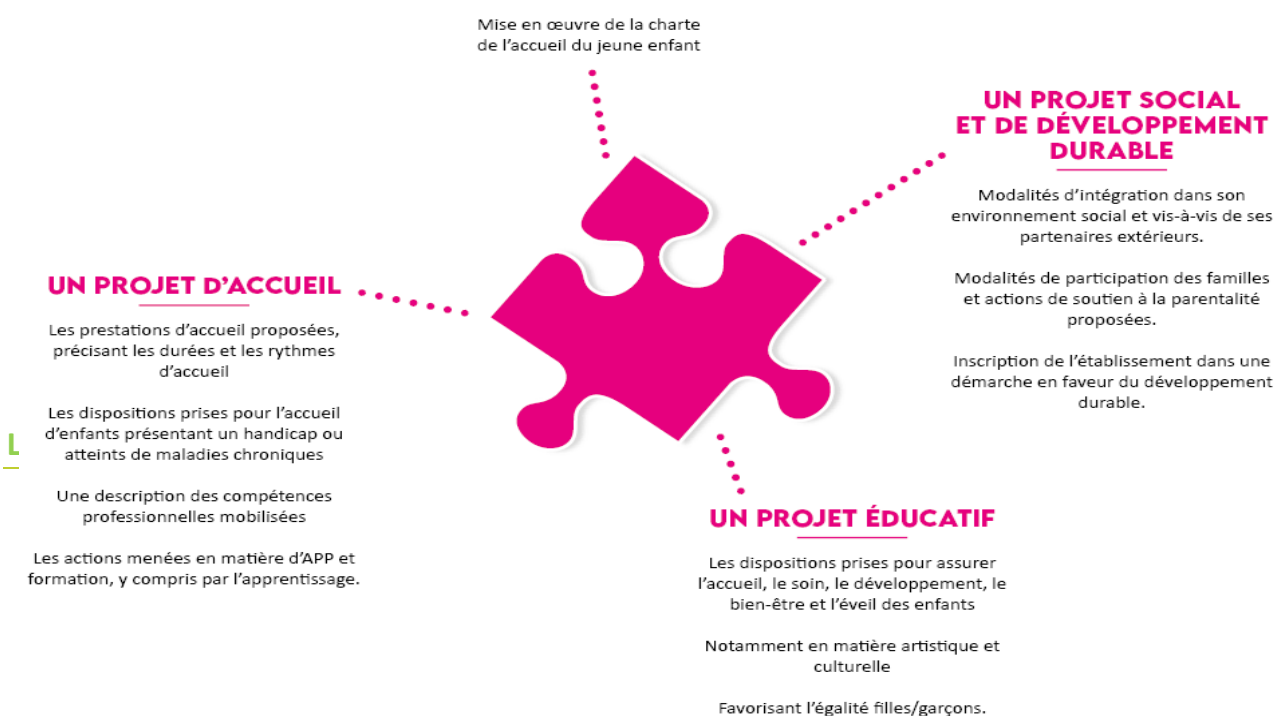 Mise en œuvre de la charte
de l'accueil du jeune enfant
UN PROJET SOCIAL
ET DE DÉVELOPPEMENT
DURABLE
Modalités d'intégration dans son
environnement social et vis-à-vis de ses
partenaires extérieurs.
Modalités de participation des familles
et actions de soutien à la parentalité
proposées.
Inscription de l'établissement dans une
démarche en faveur du développement
durable.
UN PROJET D'ACCUEIL
Les prestations d'accueil proposées,
précisant les durées et les rythmes
d'accueil
Les dispositions prises pour l'accueil
d'enfants présentant un handicap ou
atteints de maladies chroniques
Une description des compétences
professionnelles mobilisées
Les actions menées en matière d'APP et
formation, y compris par l'apprentissage.
L
UN PROJET ÉDUCATIF
Les dispositions prises pour assurer
l'accueil, le soin, le développement, le
bien-être et l'éveil des enfants
Notamment en matière artistique et
culturelle
Favorisant l'égalité filles/garçons.